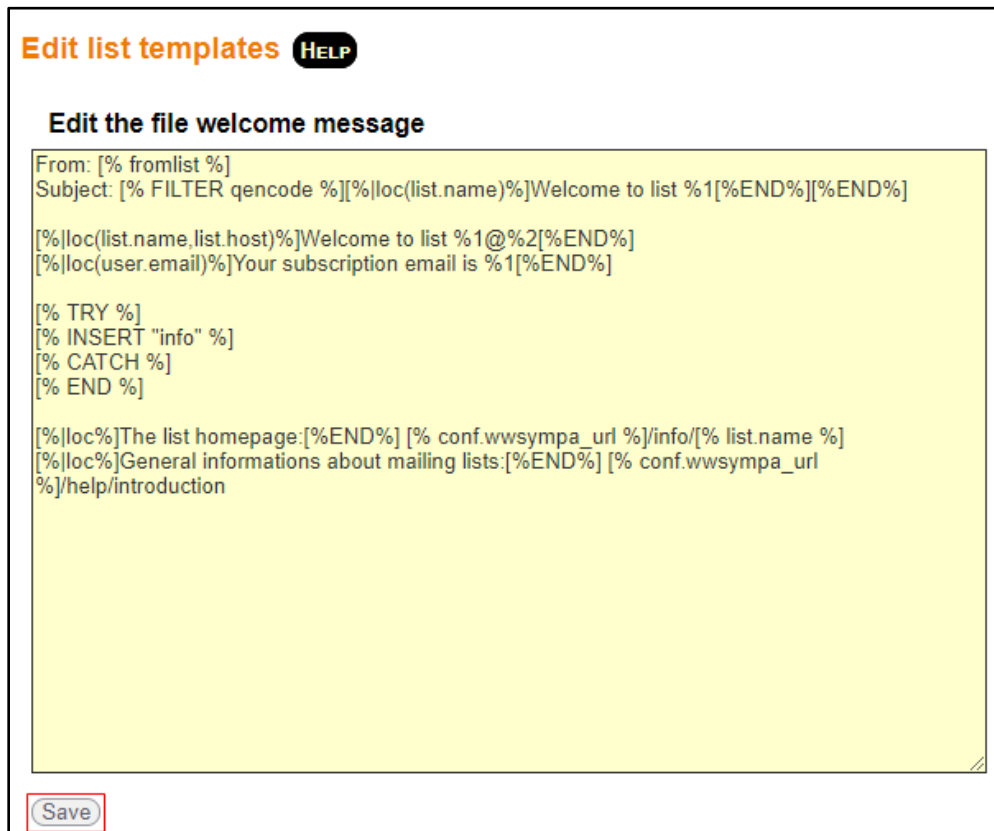 Edit list templates HELP
Edit the file welcome message
From: [% fromlist %]
Subject: [% FILTER qencode %][%|loc(list.name)%]Welcome to list %1[%END%][%END%]
[%|loc(list.name,list.host)%]Welcome to list %1@%2[%END%]
[%|loc(user.email)%]Your subscription email is %1[%END%]
[% TRY %]
[% INSERT "info" %]
[% CATCH %]
[% END %]
[%|loc%]The list homepage:[%END%] [% conf.wwsympa_url %]/info/[% list.name %]
[%|loc%]General informations about mailing lists:[%END%] [% conf.wwsympa_url
%]/help/introduction
Save